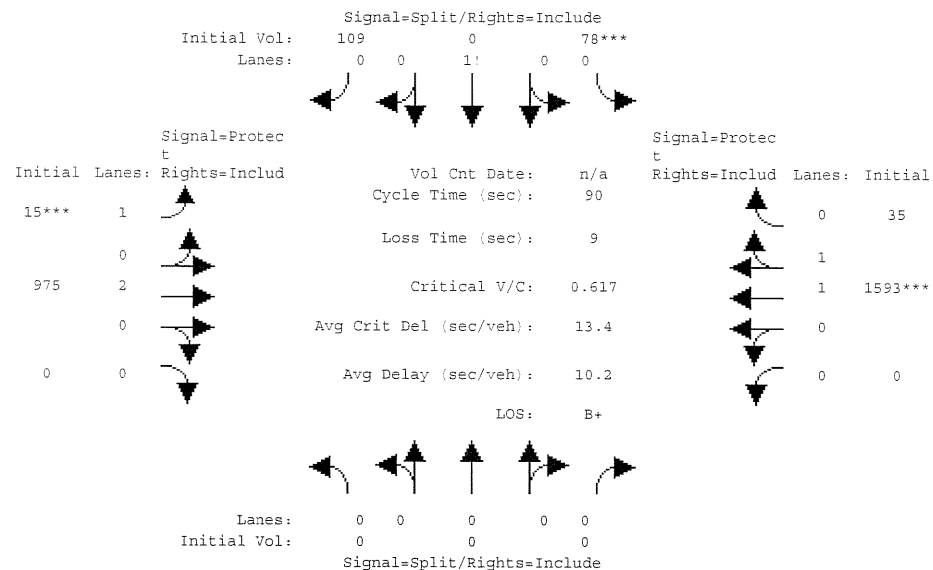 Signal=Split/Rights=Include
Initial Vol: 109 0 78***
Lanes: 0 0 1! 0 0
Signal=Protec
t
Signal=Protec
t
Initial Lanes: Rights=Includ
Vol Cnt Date: n/a
Rights=Includ Lanes: Initial
Cycle Time (sec): 90
15*** 1
0 35
Loss Time (sec): 9
0
1
975 2
Critical V/C: 0.617
1 1593***
0
Avg Crit Del (sec/veh): 13.4
0
0 0
Avg Delay (sec/veh): 10.2
0 0
LOS: B+
Lanes: 0 0 0 0 0
Initial Vol: 0 0 0
Signal=Split/Rights=Include